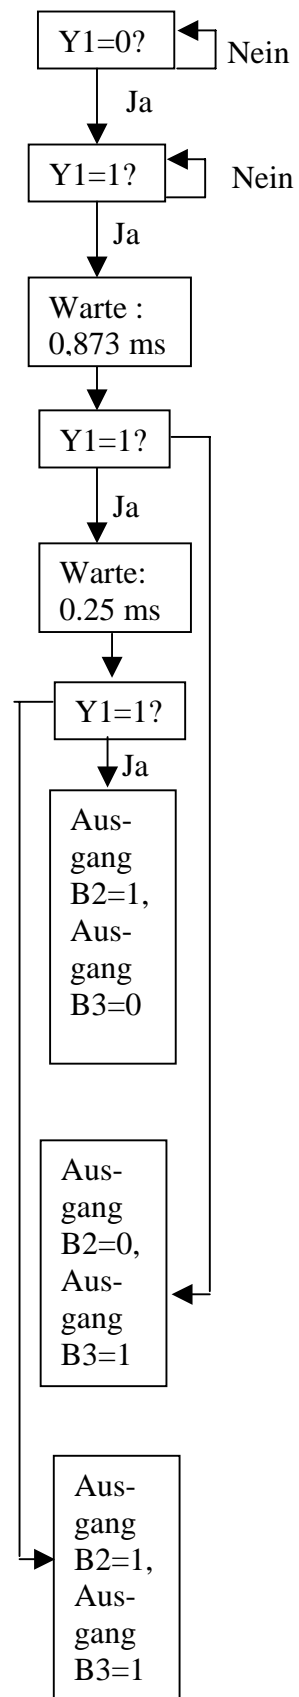 Y1=0?
Nein
Ja
Y1=1?
Nein
Ja
Warte :
0,873 ms
Y1=1?
Ja
Warte:
0.25 ms
Y1=1?
Ja
Aus-
gang
B2=1,
Aus-
gang
B3=0
Aus-
gang
B2=0,
Aus-
gang
B3=1
Aus-
gang
B2=1,
Aus-
gang
B3=1